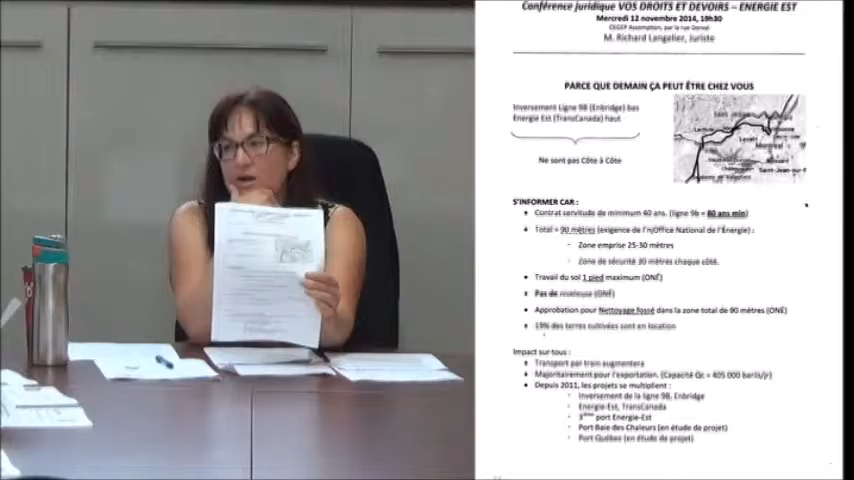 Conférence juridique VOS DROITS ET DEVOIRS – ENERGIE EST
Mercredi 12 novembre 2014, 19h30
CEGEP Assomption, par la rue Dorval
M. Richard Langelier, Juriste
PARCE QUE DEMAIN ÇA PEUT ÊTRE CHEZ VOUS
Inversement Ligne 9B (Enbridge) bas
Energie Est (TransCanada) haut
Ne sont pas Côte à Côte
Lachute
Laval
Montréal
Saint-Jean-sur-R
S'INFORMER CAR :
Contrat servitude de minimum 40 ans. (ligne 9b = 80 ans min)
Total = 90 mètres (exigence de l'njOffice National de l'Énergie) :
- Zone emprise 25-30 mètres
- Zone de sécurité 30 mètres chaque côté.
Travail du sol 1 pied maximum (ONÉ)
Pas de niveleuse (ONÉ)
Approbation pour Nettoyage fossé dans la zone total de 90 mètres (ONÉ)
19% des terres cultivées sont en location
Impact sur tous :
Transport par train augmentera
Majoritairement pour l'exportation. (Capacité Qc = 405 000 barils/jr)
Depuis 2011, les projets se multiplient :
- Inversement de la ligne 9B, Enbridge
- Energie-Est, TransCanada
- 3ième port Energie-Est
- Port Baie des Chaleurs (en étude de projet)
- Port Québec (en étude de projet)